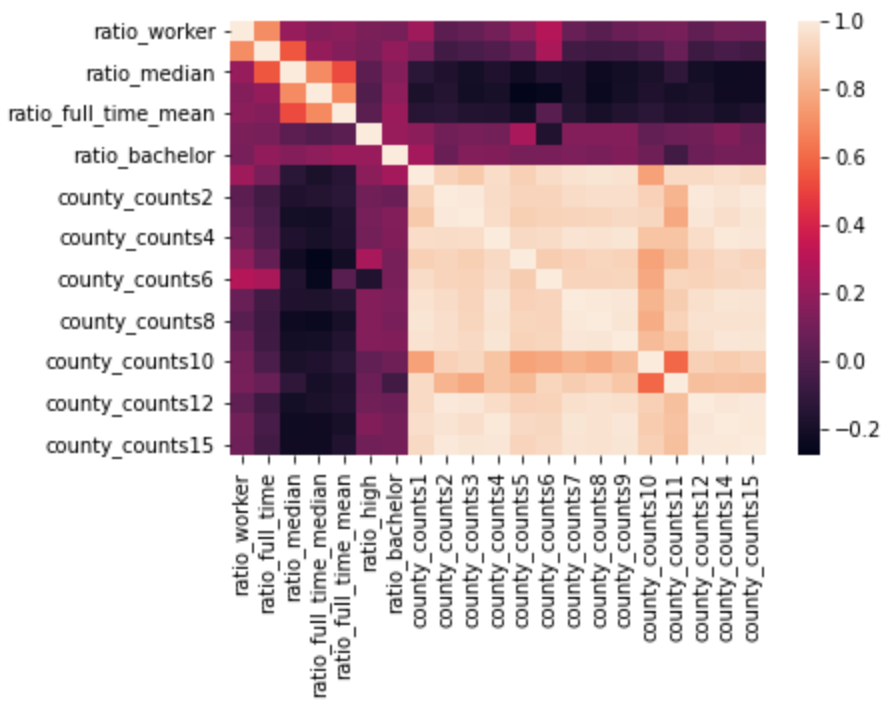 ratio_worker
ratio_median
ratio_full_time_mean
ratio_bachelor
county_counts2
county_counts4
county_counts6
county_counts8
county_counts10
county_counts12
county_counts15
ratio_worker
ratio_full_time
ratio_median
ratio_full_time_median
ratio_full_time_mean
ratio_high
ratio_bachelor
county_counts1
county_counts2
county_counts3
county_counts4
county_counts5
county_counts6
county_counts7
county_counts8
county_counts9
county_counts10
county_counts11
county_counts12
county_counts14
county_counts15
1.0
0.8
0.6
0.4
0.2
0.0
−0.2